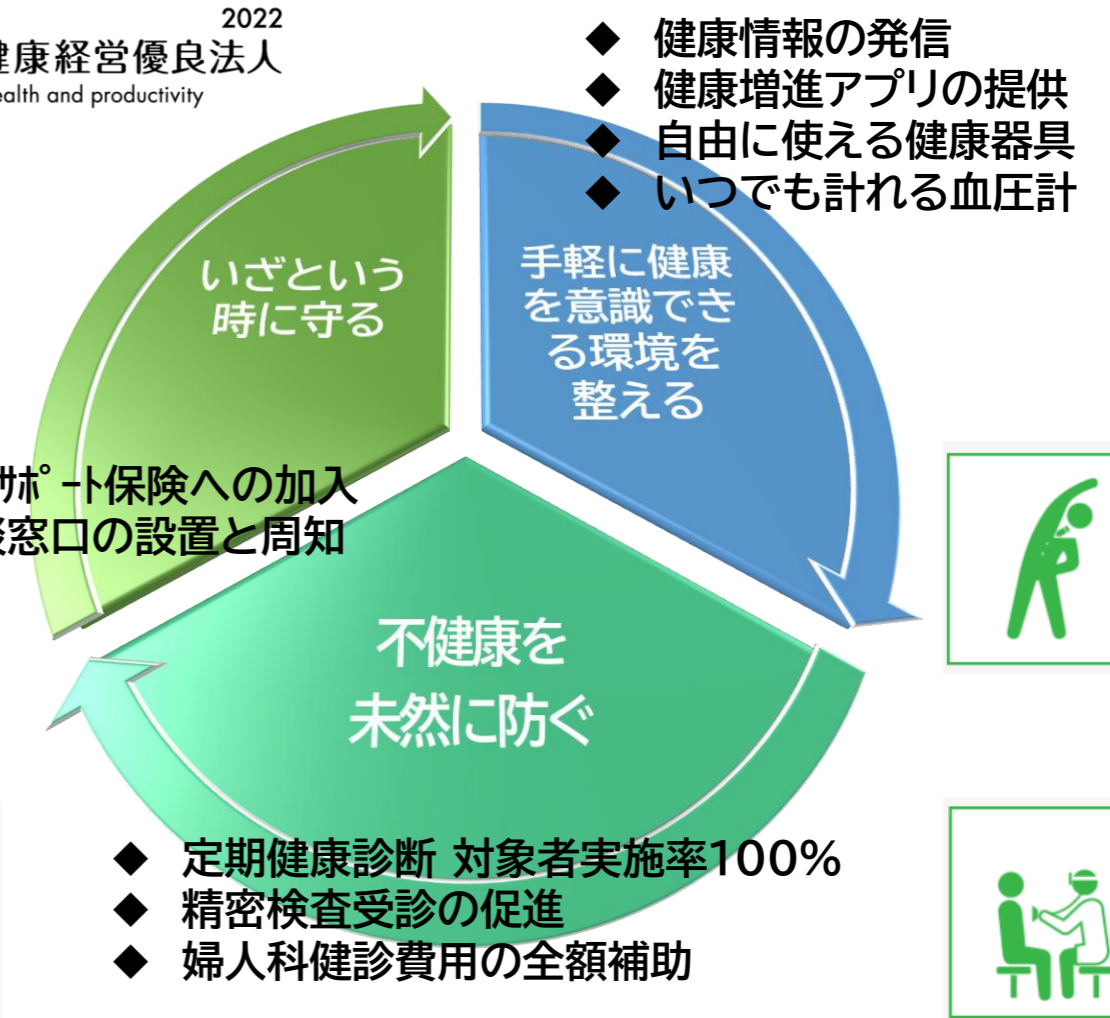 2022
健康経営優良法人
ealth and productivity
◆ 健康情報の発信
◆ 健康増進アプリの提供
◆ 自由に使える健康器具
◆ いつでも計れる血圧計
いざという
時に守る
手軽に健康
を意識でき
る環境を
整える
ｻﾎﾟｰﾄ保険への加入
窓口の設置と周知
不健康を
未然に防ぐ
◆ 定期健康診断 対象者実施率100%
◆ 精密検査受診の促進
◆ 婦人科健診費用の全額補助